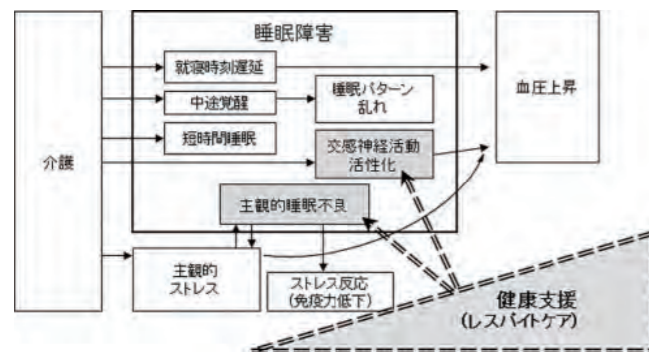 睡眠障害
就寝時刻遅延
中途覚醒
短時間睡眠
睡眠パターン
乱れ
交感神経活動
活性化
主観的睡眠不良
介護
血圧上昇
主観的
ストレス
ストレス反応
(免疫力低下)
健康支援
(レスパイトケア)